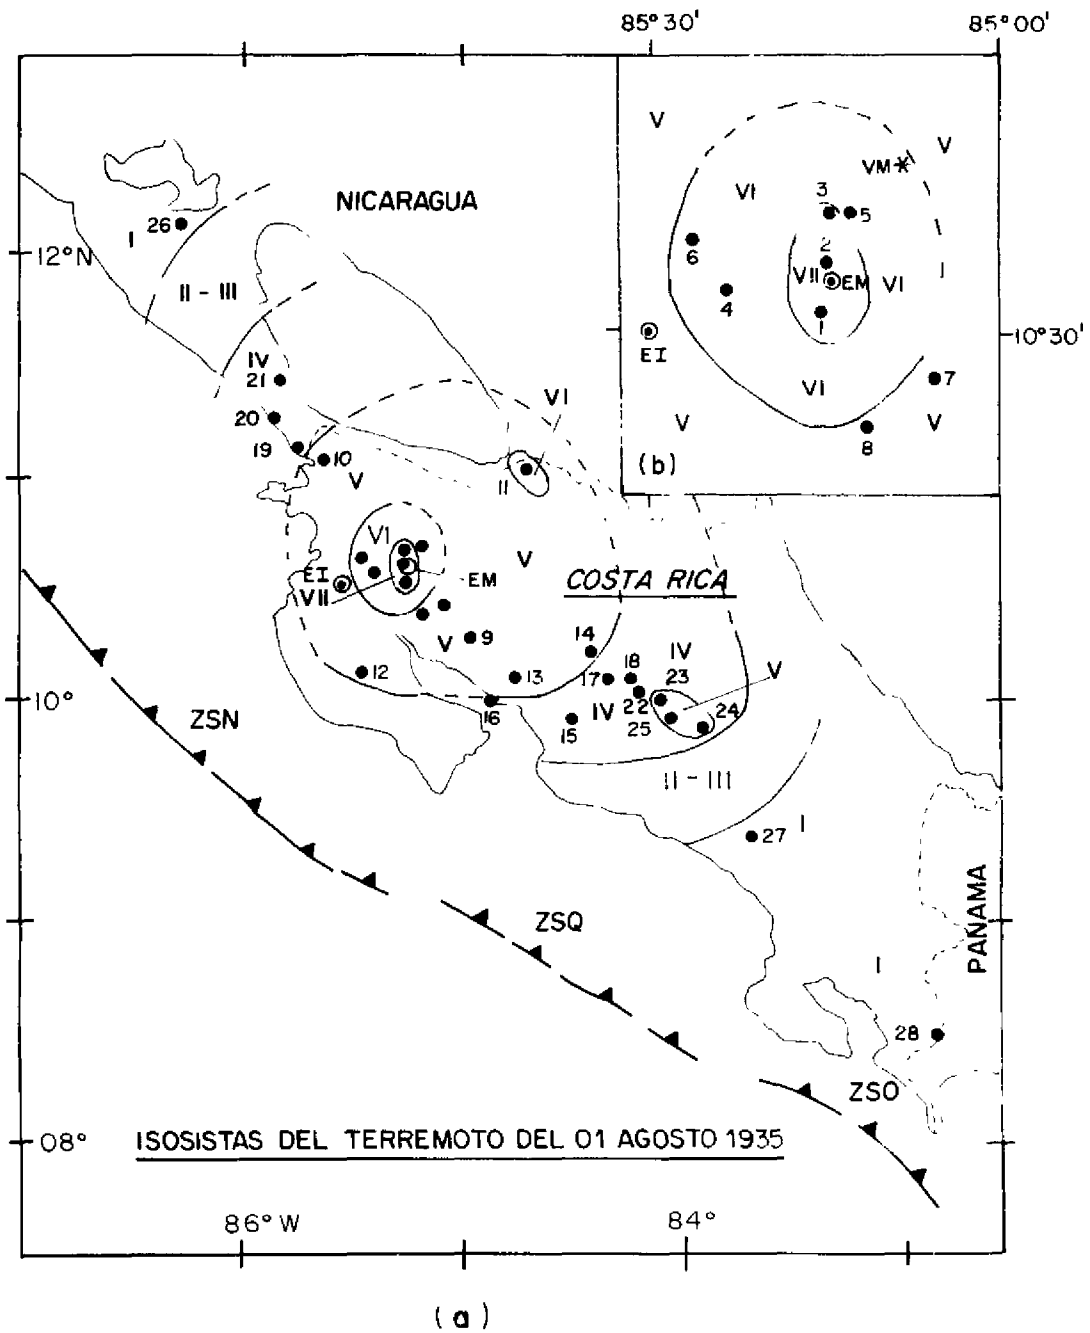 85°30'
85°00'
V
V
VM
VI
3
5
NICARAGUA
26
I
6
2
12°N
VII
EM
VI
II - III
4
1
10°30'
EI
IV
21
VI
VI
7
20
V
V
8
19
10
(b)
V
11
VI
V
EI
EM
COSTA RICA
VII
14
IV
V
9
18
V
12
13
17
23
10°
22
24
16
IV
ZSN
15
25
II - III
I
27
ZSQ
PANAMA
I
28
ZSO
08°
ISOSISTAS DEL TERREMOTO DEL 01 AGOSTO 1935
86°W
84°
(a)